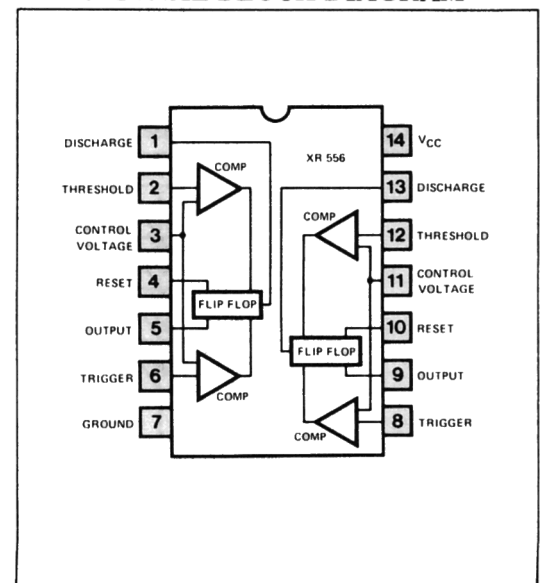 DISCHARGE 1
THRESHOLD 2
CONTROL
VOLTAGE 3
RESET 4
OUTPUT 5
TRIGGER 6
GROUND 7
XR 556
COMP
FLIP FLOP
COMP
COMP
FLIP FLOP
COMP
14 VCC
13 DISCHARGE
12 THRESHOLD
11 CONTROL
VOLTAGE
10 RESET
9 OUTPUT
8 TRIGGER